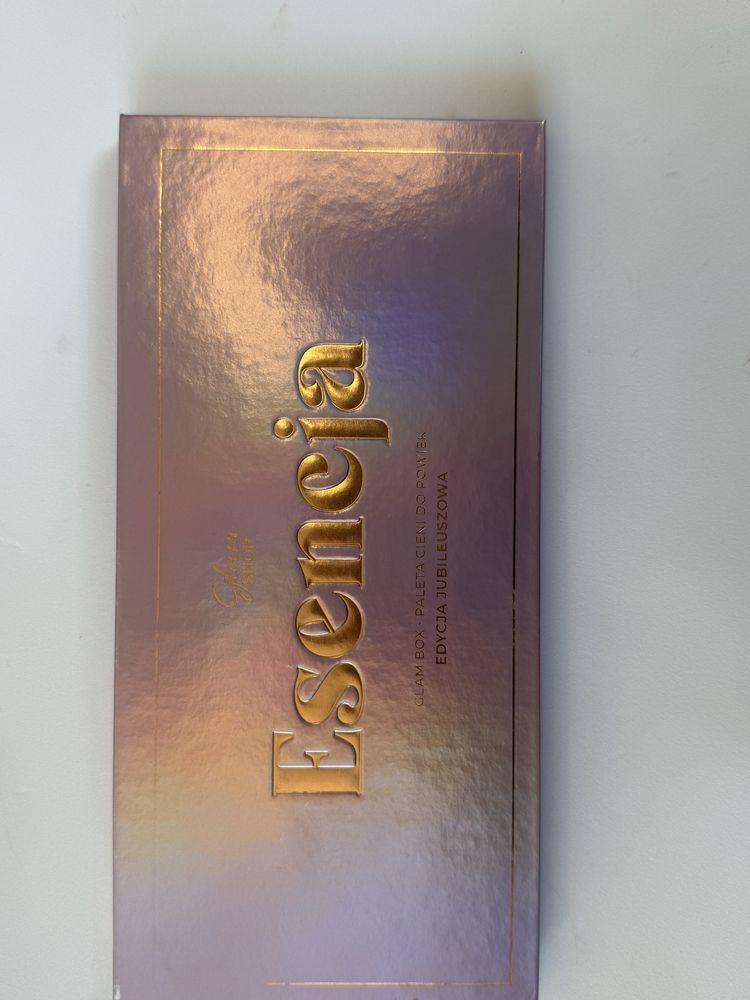 Glam
SHOP
Esencja
GLAM BOX • PALETA CIENI DO POWIEK
EDYCJA JUBILEUSZOWA